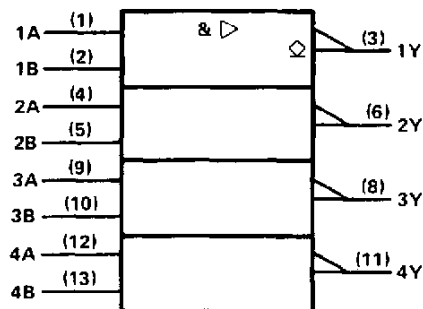 1A (1) & ▷ (3) 1Y
1B (2)
2A (4) (6) 2Y
2B (5)
3A (9) (8) 3Y
3B (10)
4A (12) (11) 4Y
4B (13)